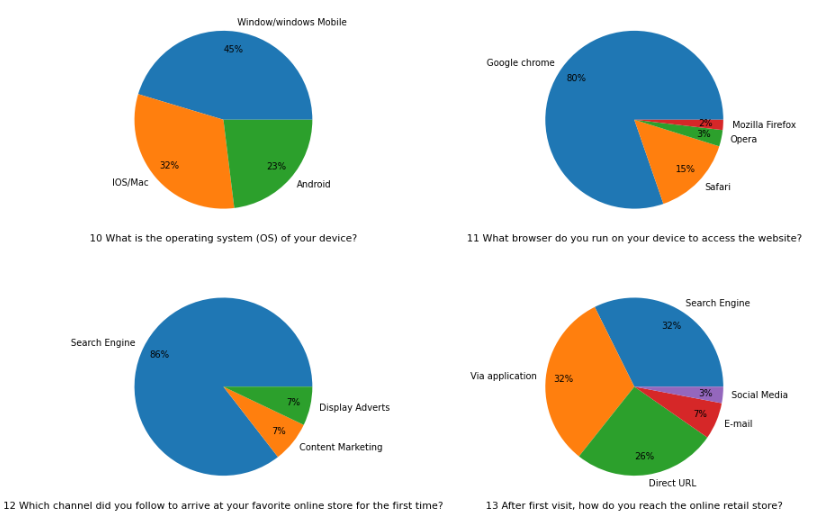 Window/windows Mobile
45%
IOS/Mac
32%
23%
Android
10 What is the operating system (OS) of your device?
Google chrome
80%
2%
Mozilla Firefox
3%
Opera
15%
Safari
11 What browser do you run on your device to access the website?
Search Engine
86%
7%
Display Adverts
7%
Content Marketing
12 Which channel did you follow to arrive at your favorite online store for the first time?
Search Engine
32%
Via application
32%
3%
Social Media
7%
E-mail
26%
Direct URL
13 After first visit, how do you reach the online retail store?